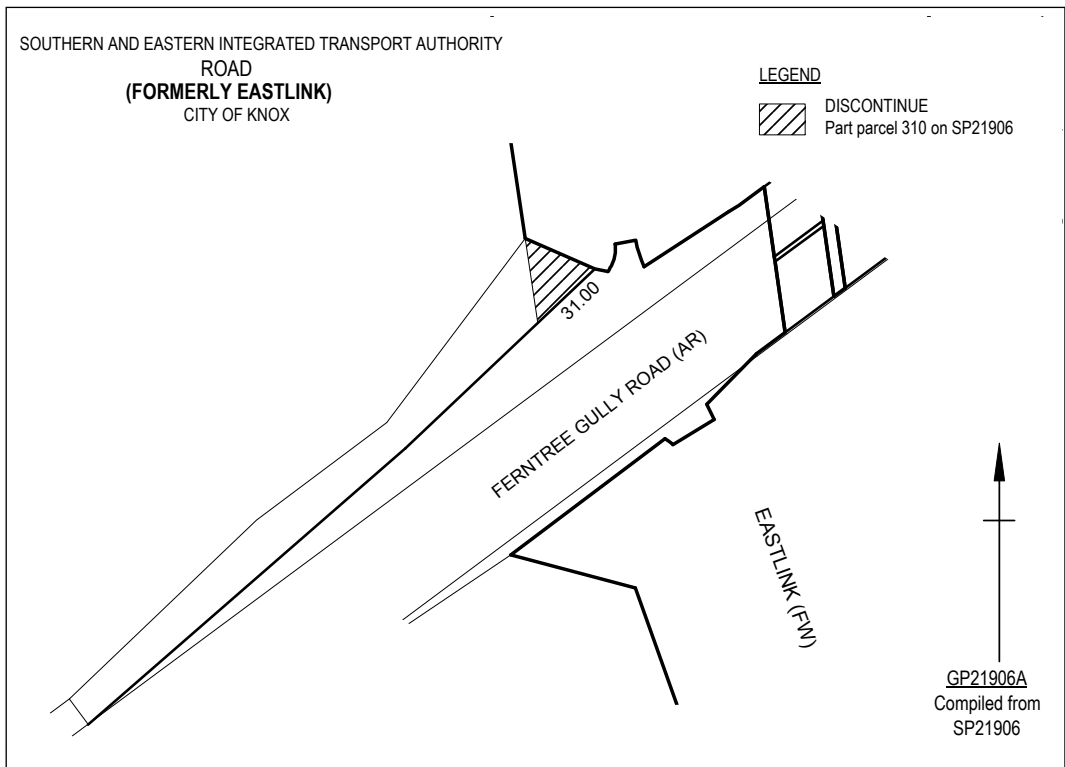 SOUTHERN AND EASTERN INTEGRATED TRANSPORT AUTHORITY
ROAD
(FORMERLY EASTLINK)
CITY OF KNOX
LEGEND
DISCONTINUE
Part parcel 310 on SP21906
31.00
FERNTREE GULLY ROAD (AR)
EASTLINK (FW)
GP21906A
Compiled from
SP21906